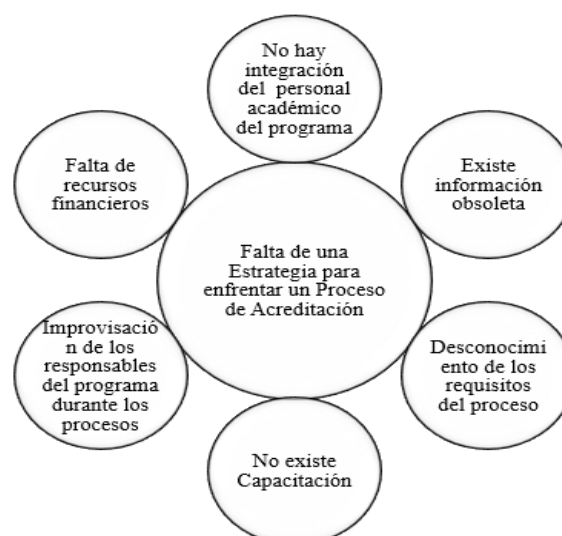 No hay
integración
del personal
académico
del programa
Falta de
recursos
financieros
Existe
información
obsoleta
Falta de una
Estrategia para
enfrentar un Proceso
de Acreditación
Improvisació
n de los
responsables
del programa
durante los
procesos
Desconocimi
ento de los
requisitos
del proceso
No existe
Capacitación